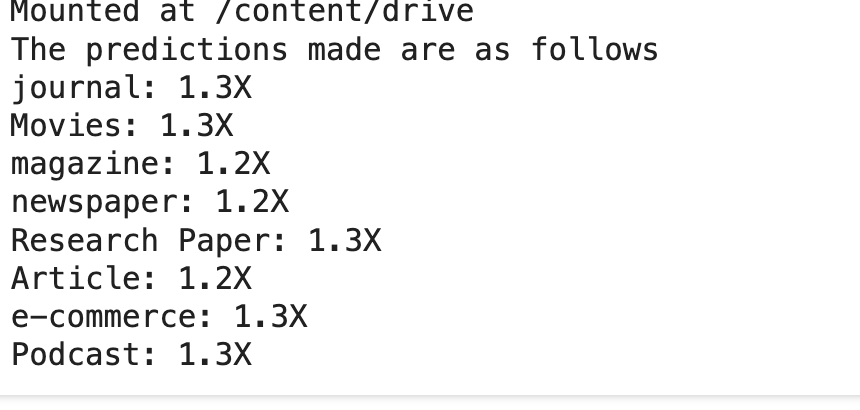 Mounted at /content/drive
The predictions made are as follows
journal: 1.3X
Movies: 1.3X
magazine: 1.2X
newspaper: 1.2X
Research Paper: 1.3X
Article: 1.2X
e-commerce: 1.3X
Podcast: 1.3X